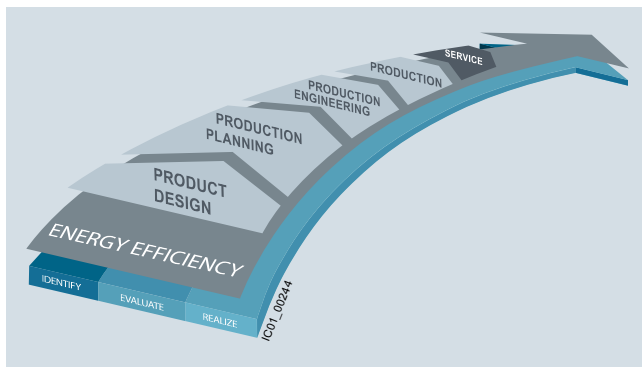 SERVICE
PRODUCTION
PRODUCTION
ENGINEERING
PRODUCTION
PLANNING
PRODUCT
DESIGN
ENERGY EFFICIENCY
IDENTIFY
EVALUATE
REALIZE
IC01_00244